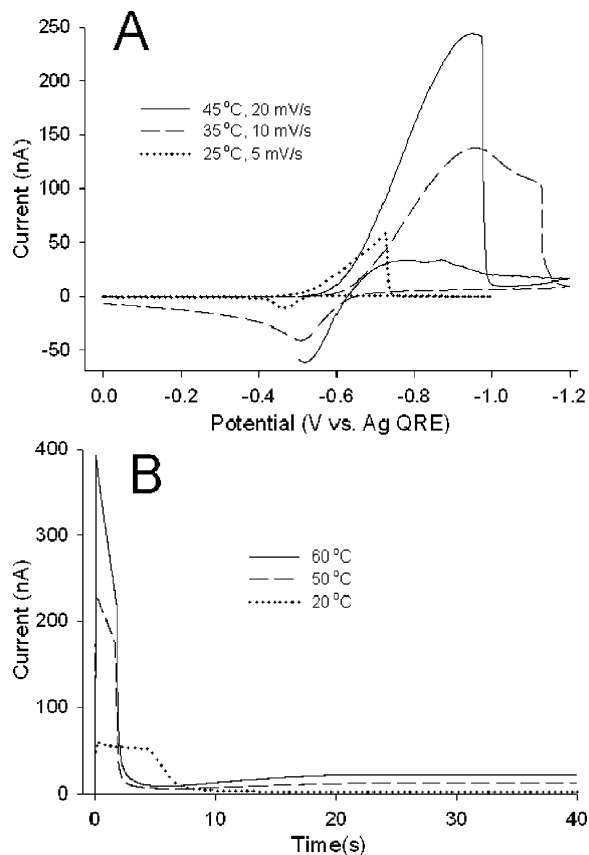 A
250
200
150
100
50
0
-50
Current (nA)
45 °C, 20 mV/s
35 °C, 10 mV/s
25 °C, 5 mV/s
0.0 -0.2 -0.4 -0.6 -0.8 -1.0 -1.2
Potential (V vs. Ag QRE)
B
400
300
200
100
0
Current (nA)
60 °C
50 °C
20 °C
0 10 20 30 40
Time(s)